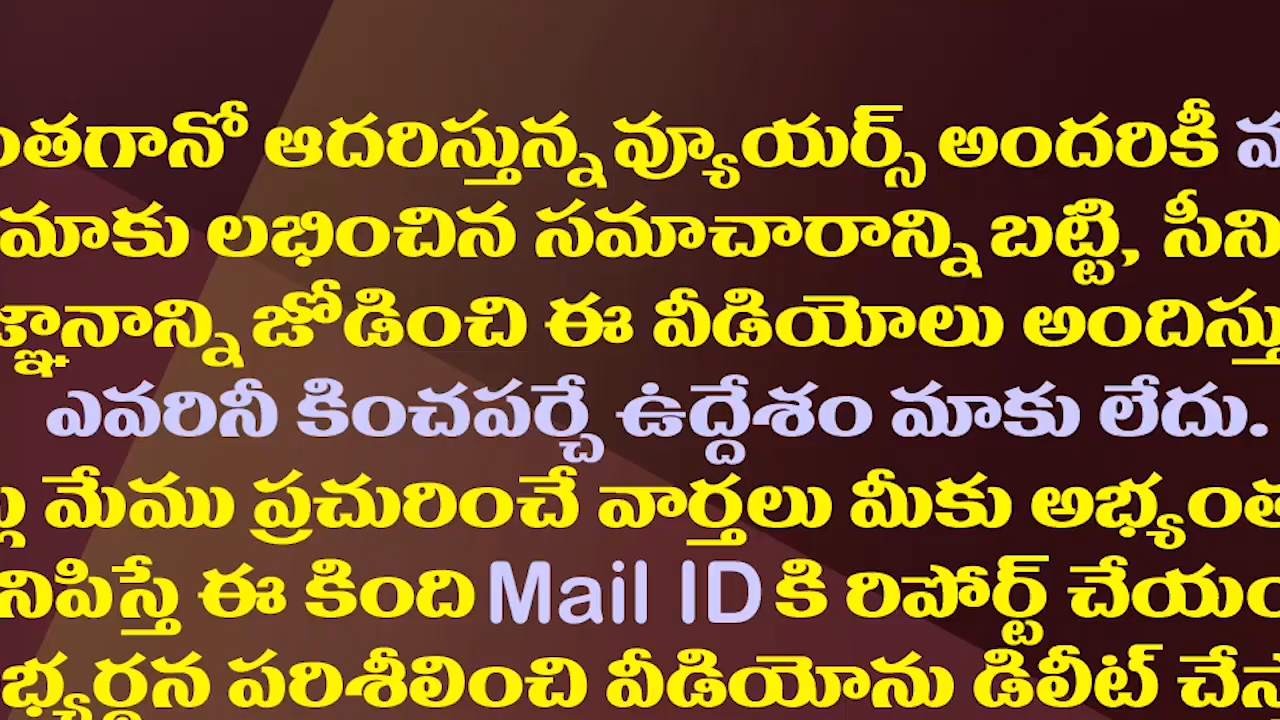 ఆదరిస్తున్న వ్యూయర్స్ అందరికీ
మాకు లభించిన సమాచారాన్ని బట్టి,
జోడించి ఈ వీడియోలు
ఎవరినీ కించపర్చే ఉద్దేశం మాకు లేదు.
మేము ప్రచురించే వార్తలు మీకు
ఈ కింది Mail ID కి రిపోర్ట్
పరిశీలించి వీడియోను డిలీట్